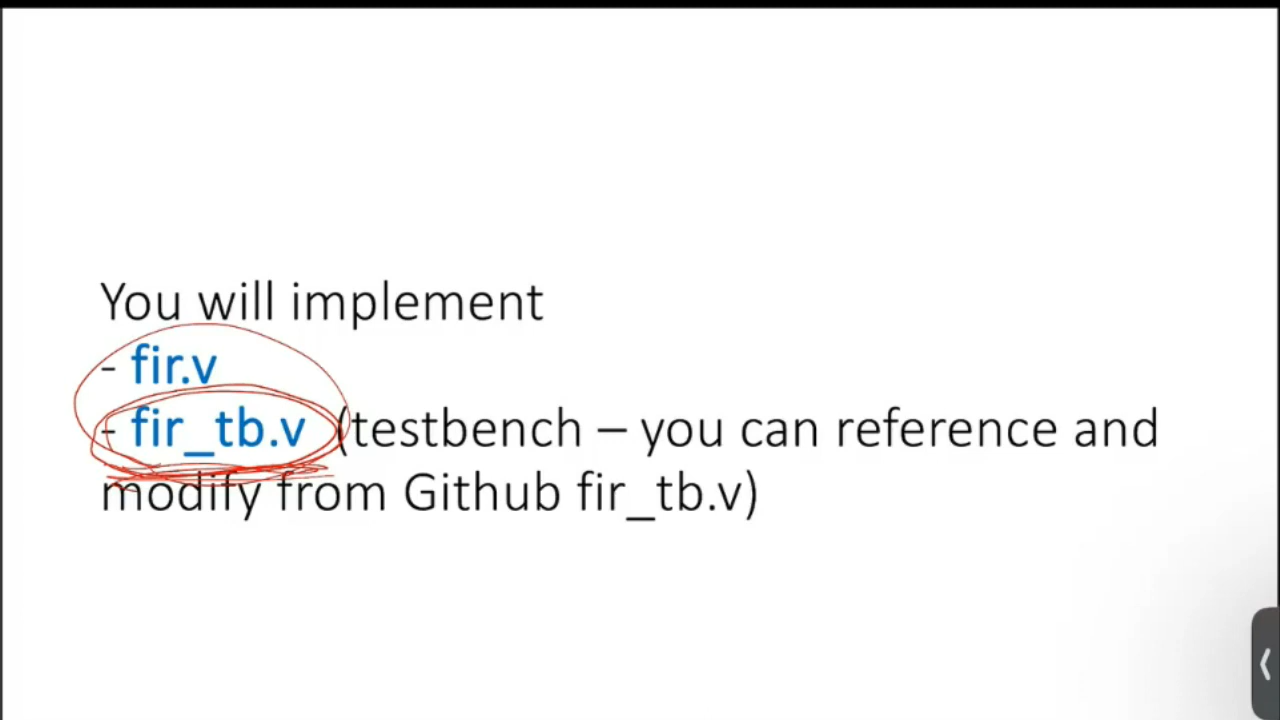 You will implement
- fir.v
- fir_tb.v (testbench – you can reference and
modify from Github fir_tb.v)